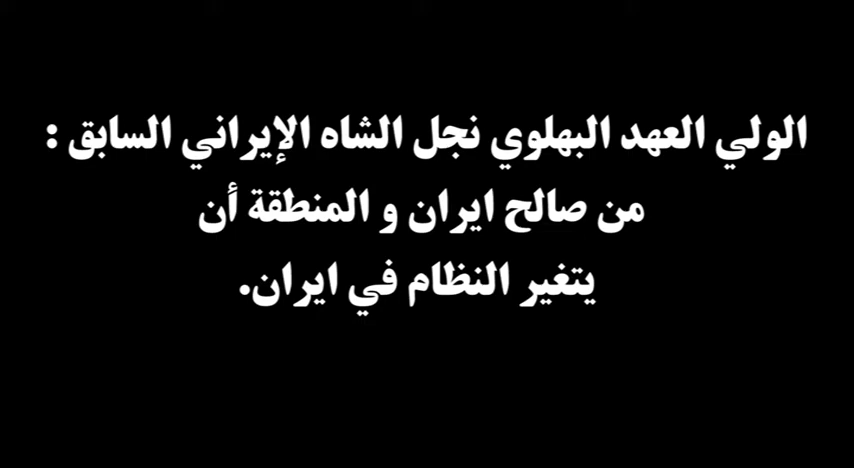 الولي العهد البهلوي نجل الشاه الإيراني السابق :
من صالح ايران و المنطقة أن
يتغير النظام في ايران.